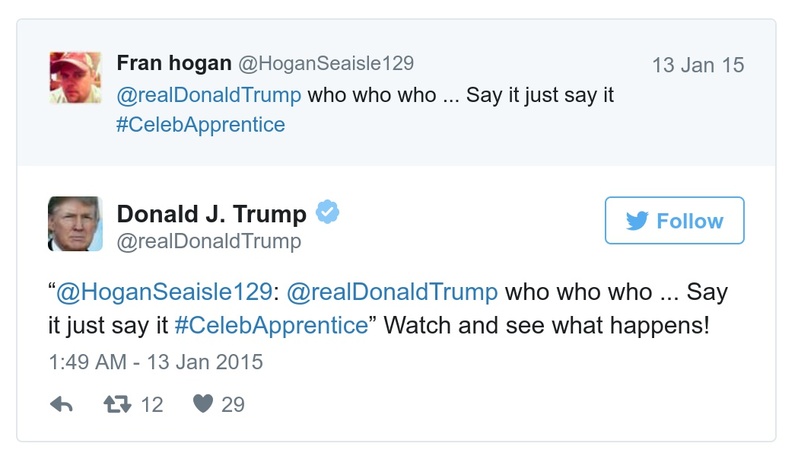 Fran hogan @HoganSeaisle129 13 Jan 15
@realDonaldTrump who who who ... Say it just say it
#CelebApprentice
Donald J. Trump
@realDonaldTrump
Follow
“@HoganSeaisle129: @realDonaldTrump who who who ... Say
it just say it #CelebApprentice” Watch and see what happens!
1:49 AM - 13 Jan 2015
12 29